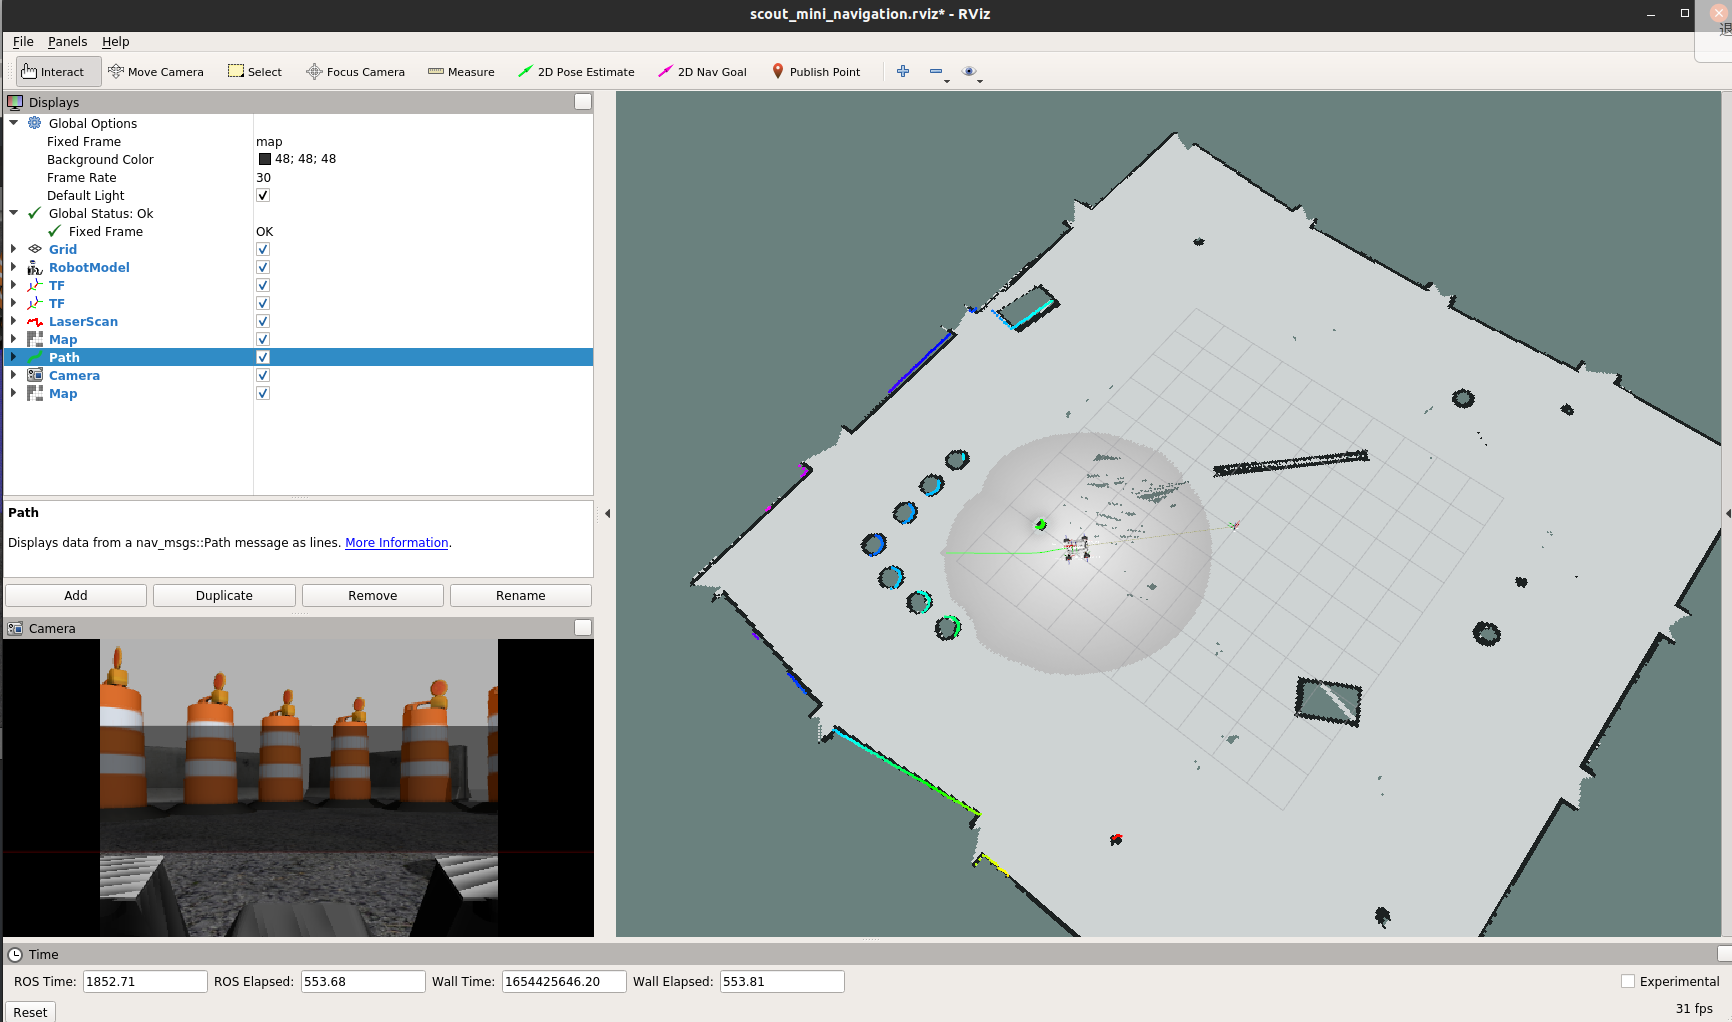 scout_mini_navigation.rviz* - RViz
退
File Panels Help
Interact Move Camera Select Focus Camera Measure 2D Pose Estimate 2D Nav Goal Publish Point
Displays
Global Options
Fixed Frame map
Background Color 48; 48; 48
Frame Rate 30
Default Light
Global Status: Ok
Fixed Frame OK
Grid
RobotModel
TF
TF
LaserScan
Map
Path
Camera
Map
Path
Displays data from a nav_msgs::Path message as lines. More Information.
Add Duplicate Remove Rename
Camera
Time
ROS Time: 1852.71 ROS Elapsed: 553.68 Wall Time: 1654425646.20 Wall Elapsed: 553.81 Experimental
Reset 31 fps